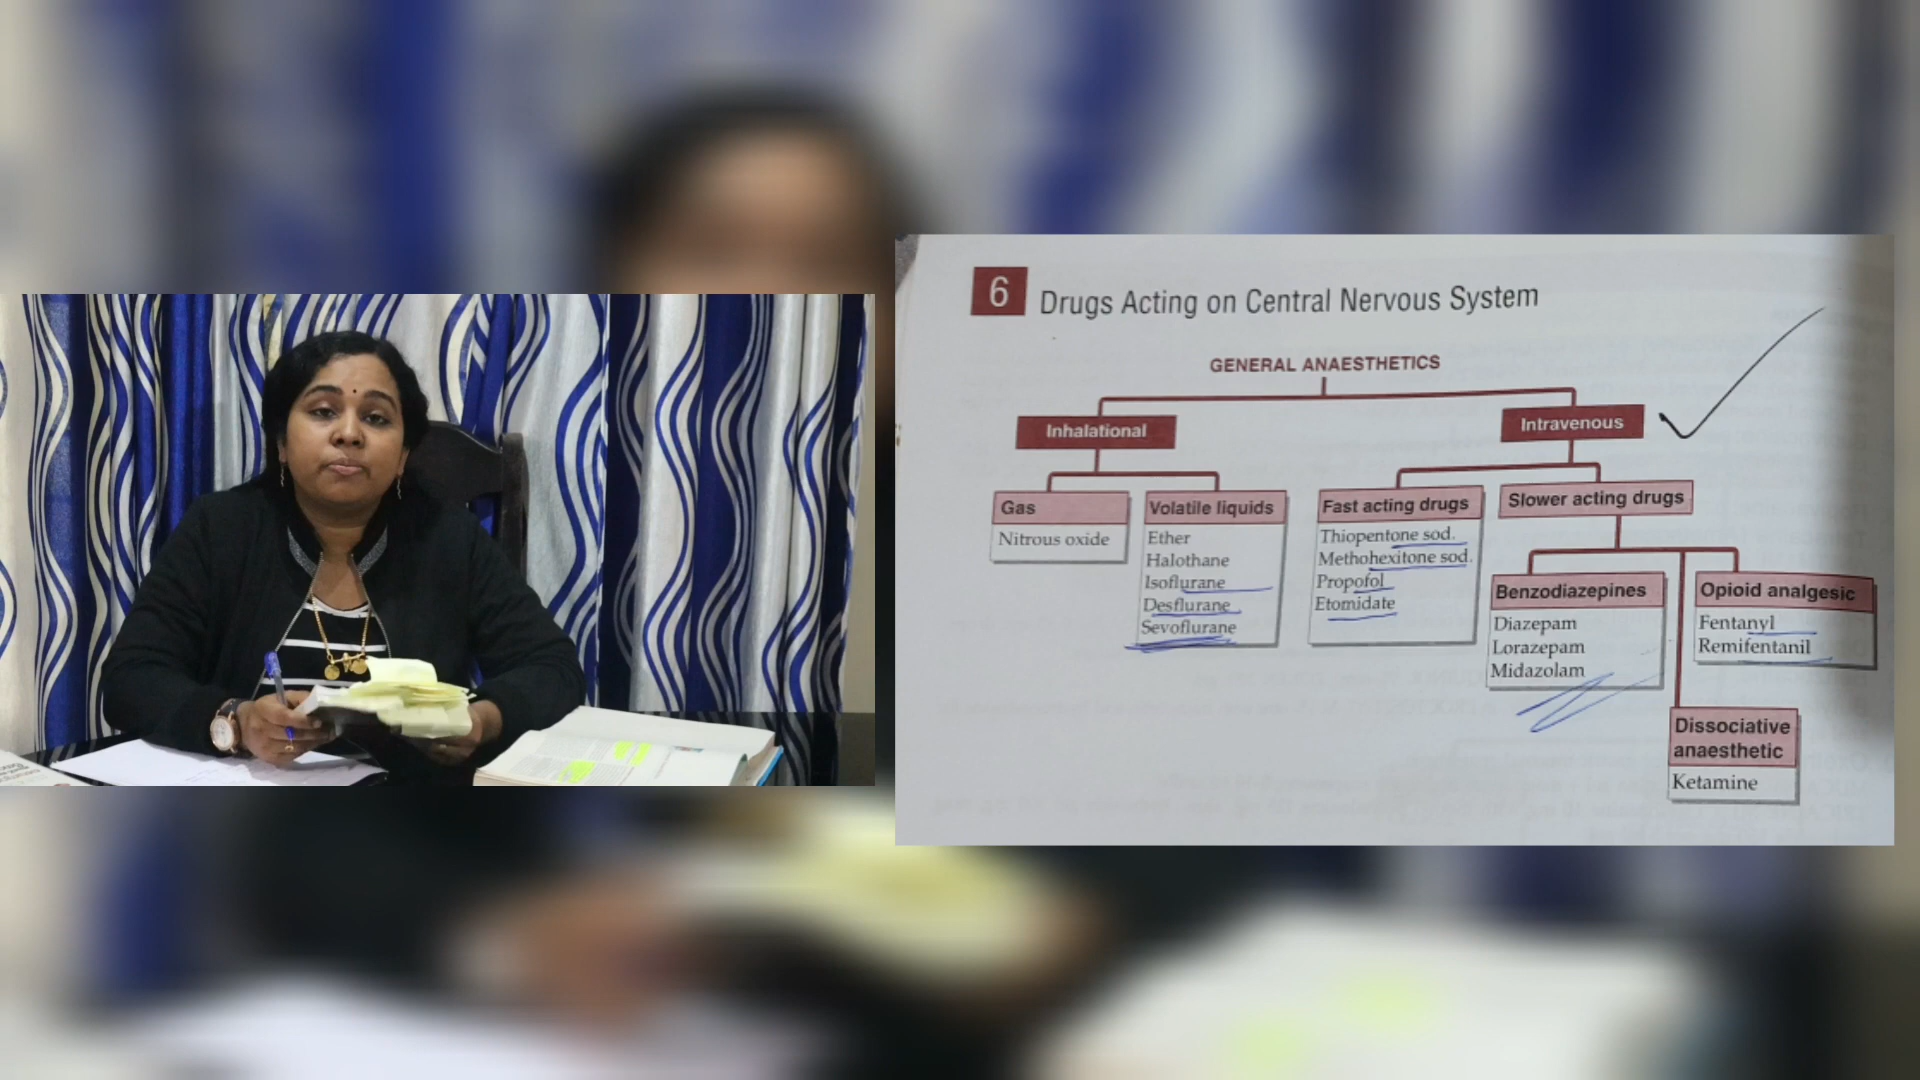 6
Drugs Acting on Central Nervous System
GENERAL ANAESTHETICS
Inhalational
Intravenous
Gas
Nitrous oxide
Volatile liquids
Ether
Halothane
Isoflurane
Desflurane
Sevoflurane
Fast acting drugs
Thiopentone sod.
Methohexitone sod.
Propofol
Etomidate
Slower acting drugs
Benzodiazepines
Diazepam
Lorazepam
Midazolam
Opioid analgesic
Fentanyl
Remifentanil
Dissociative
anaesthetic
Ketamine